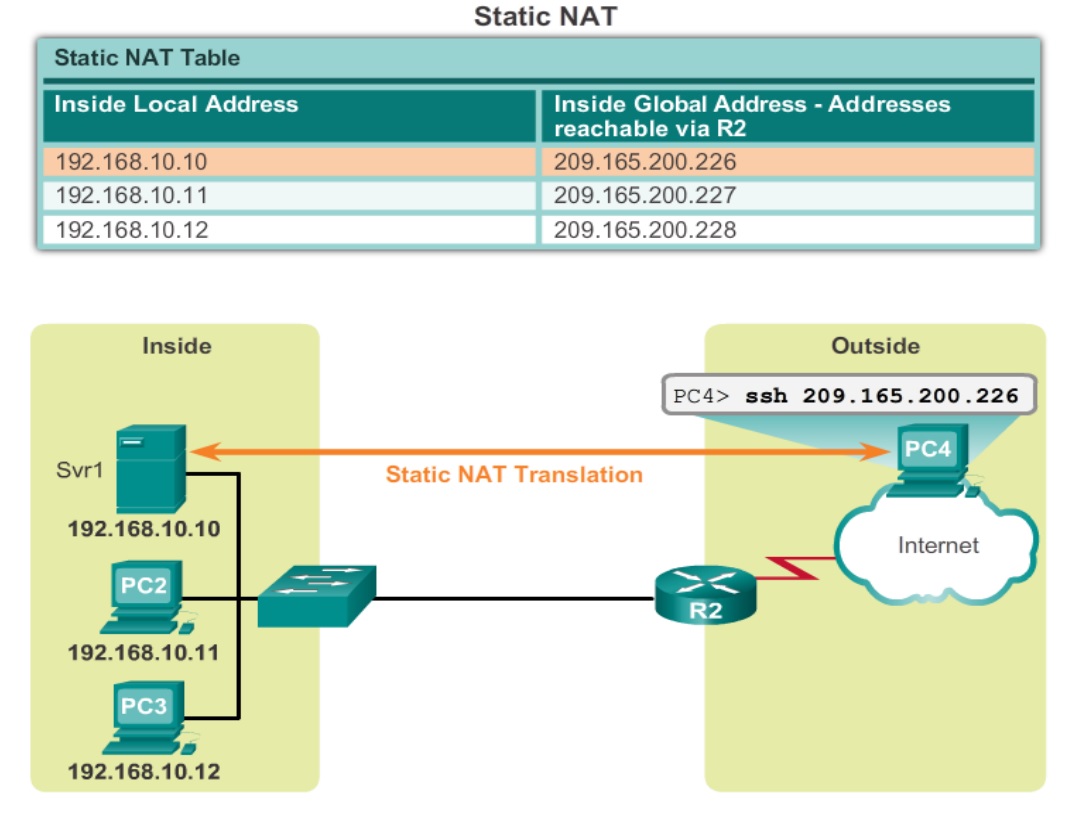 Static NAT
Static NAT Table
Inside Local Address
Inside Global Address - Addresses
reachable via R2
192.168.10.10
209.165.200.226
192.168.10.11
209.165.200.227
192.168.10.12
209.165.200.228
Inside
Outside
PC4> ssh 209.165.200.226
PC4
Svr1
Static NAT Translation
192.168.10.10
Internet
PC2
R2
192.168.10.11
PC3
192.168.10.12